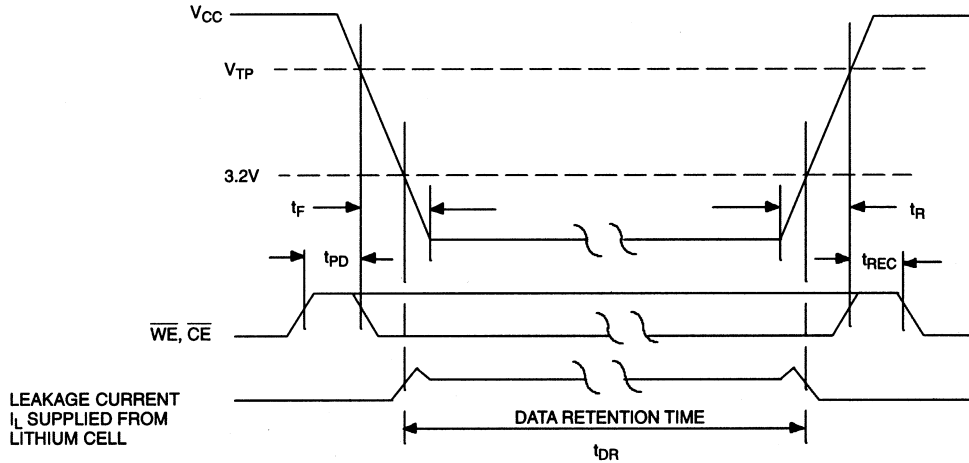 VCC
VTP
3.2V
tF
tR
tPD
tREC
WE, CE
LEAKAGE CURRENT
IL SUPPLIED FROM
LITHIUM CELL
DATA RETENTION TIME
tDR